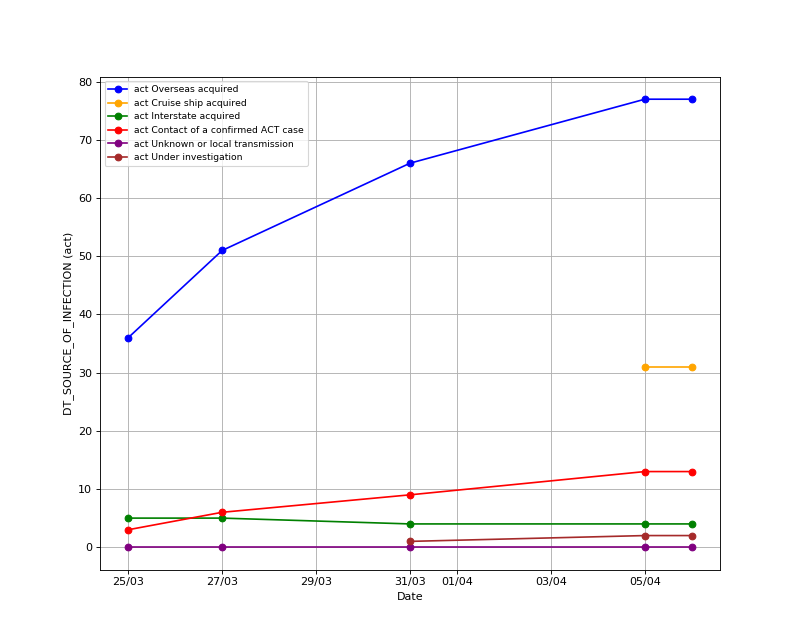 80
70
60
50
40
30
20
10
0
DT_SOURCE_OF_INFECTION (act)
act Overseas acquired
act Cruise ship acquired
act Interstate acquired
act Contact of a confirmed ACT case
act Unknown or local transmission
act Under investigation
25/03 27/03 29/03 31/03 01/04 03/04 05/04
Date